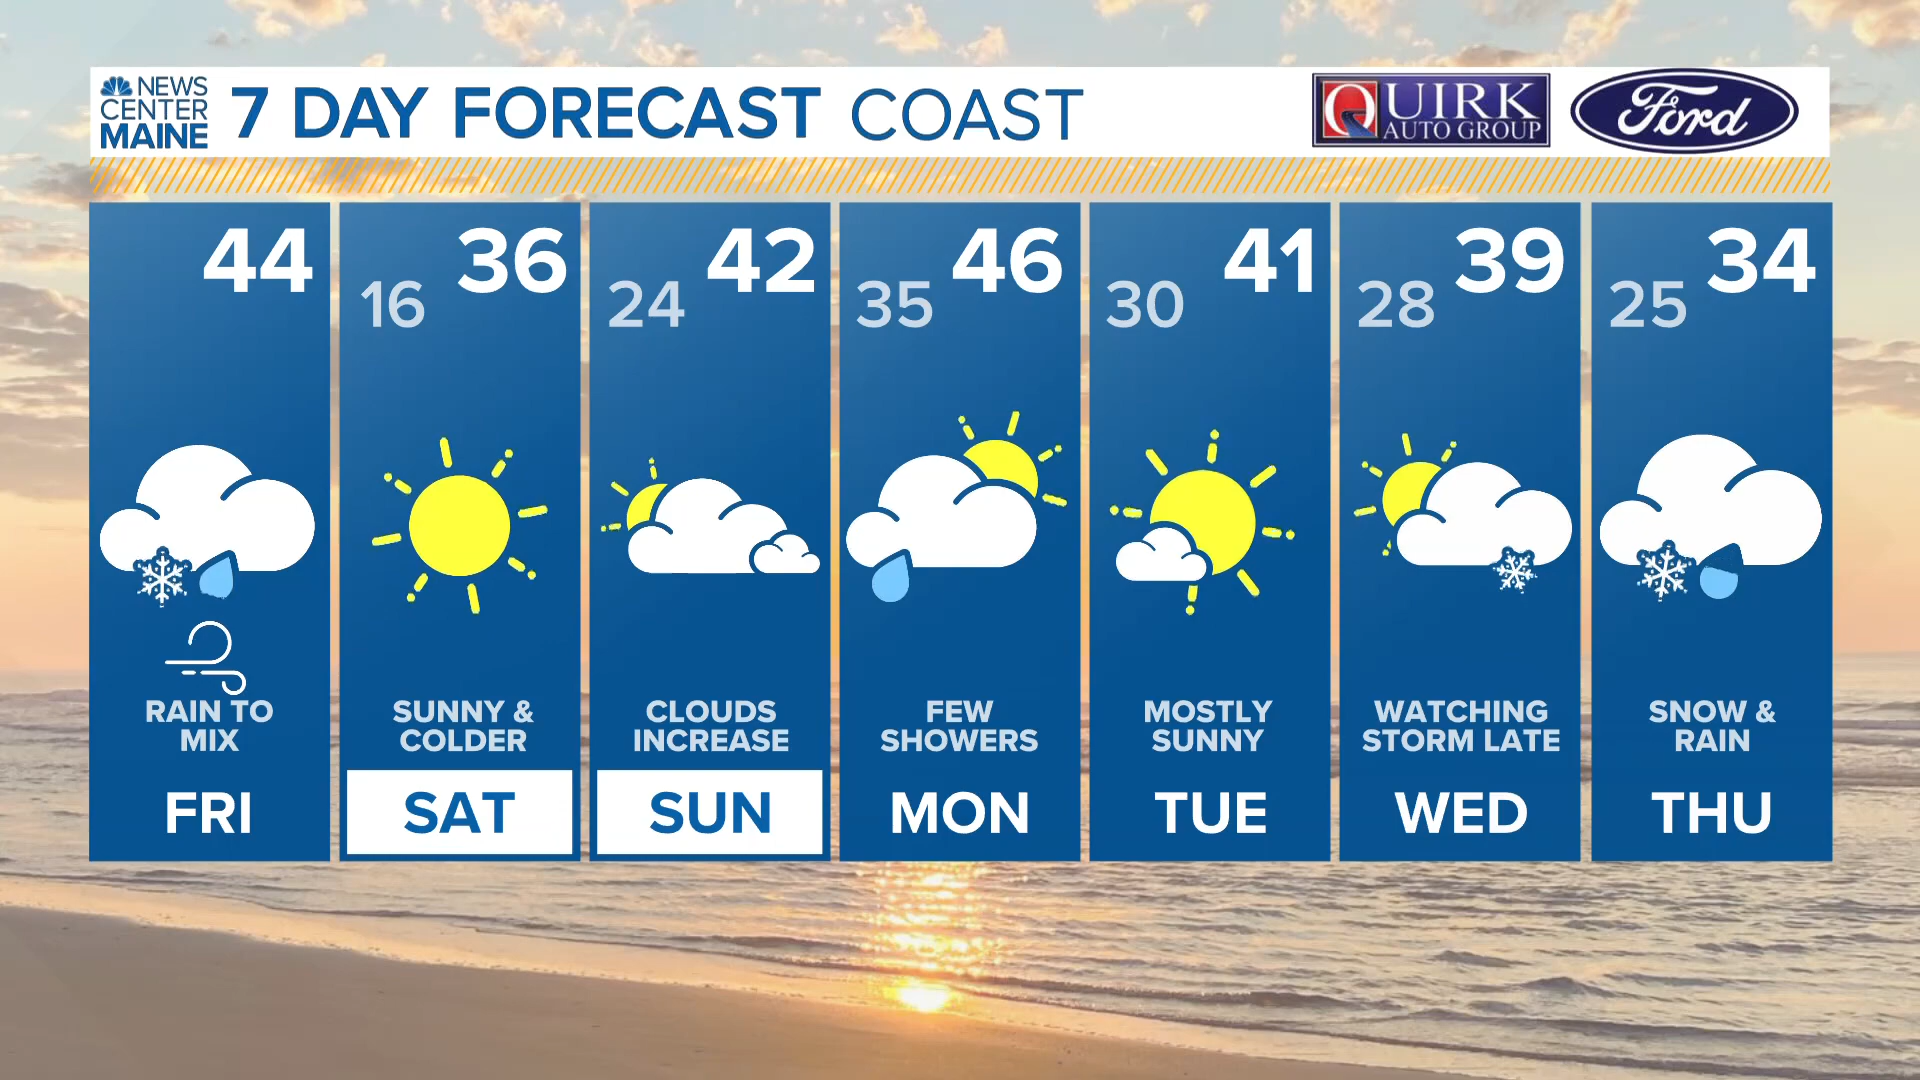 NEWS
CENTER
MAINE
7 DAY FORECAST COAST
QUIRK
AUTO GROUP
Ford
44
RAIN TO
MIX
FRI
16 36
SUNNY &
COLDER
SAT
24 42
CLOUDS
INCREASE
SUN
35 46
FEW
SHOWERS
MON
30 41
MOSTLY
SUNNY
TUE
28 39
WATCHING
STORM LATE
WED
25 34
SNOW &
RAIN
THU